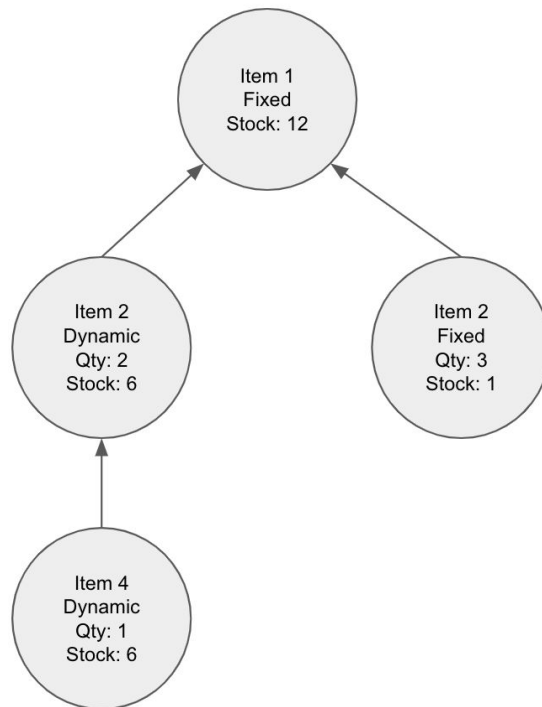 Item 1
Fixed
Stock: 12
Item 2
Dynamic
Qty: 2
Stock: 6
Item 2
Fixed
Qty: 3
Stock: 1
Item 4
Dynamic
Qty: 1
Stock: 6